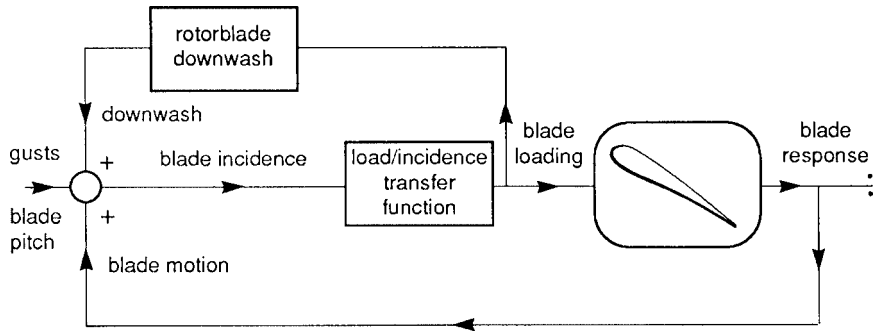 rotorblade
downwash
downwash
gusts
+
blade incidence
load/incidence
transfer
function
blade
loading
blade
response
blade
pitch
+
blade motion